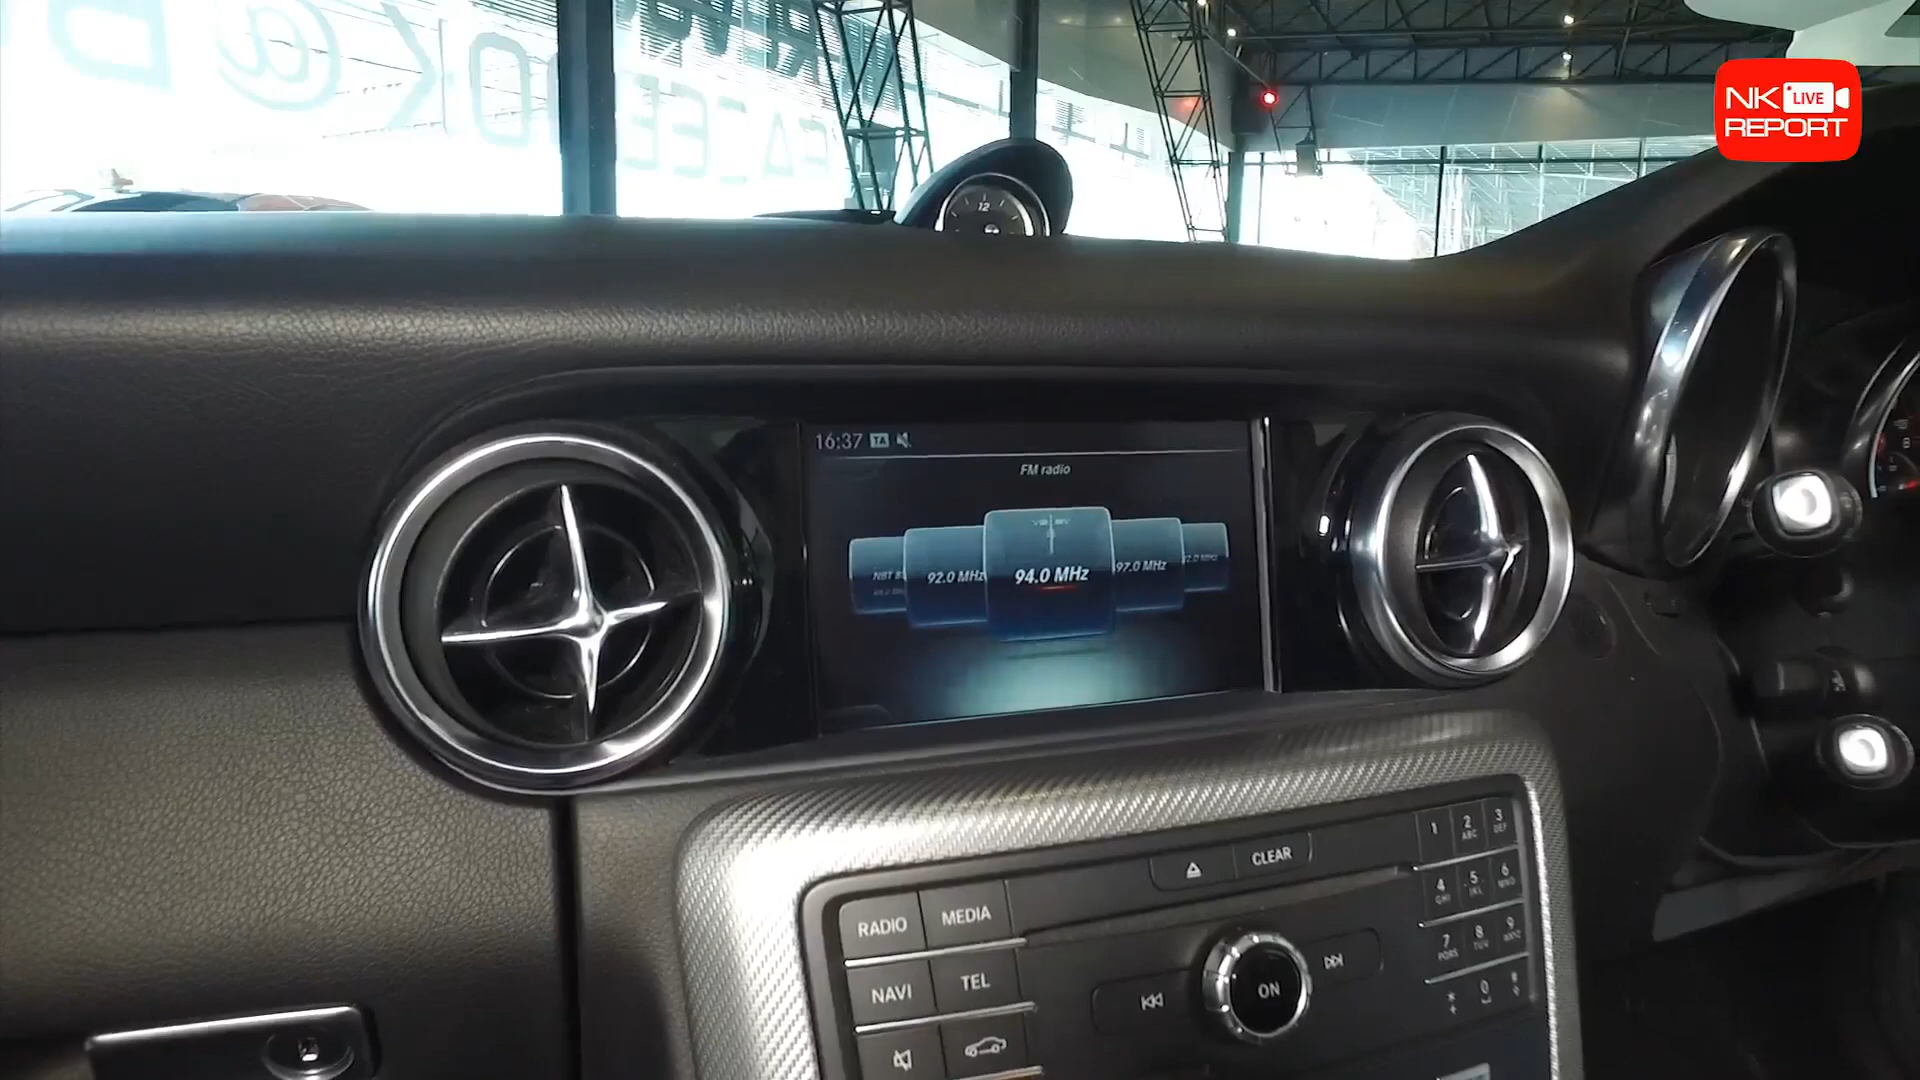 NK LIVE
REPORT
FACEBOOK@
12
16:37 TA
FM radio
92.0 MHz
94.0 MHz
97.0 MHz
CLEAR
RADIO
MEDIA
NAVI
TEL
ON
1
2 ABC
3 DEF
4 GHI
5 JKL
6 MNO
7 PQRS
8 TUV
9 WXYZ
*
0
#